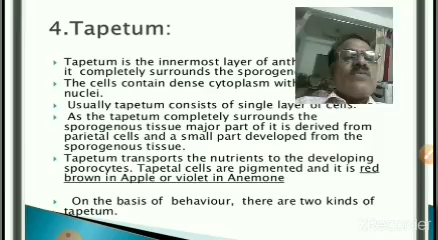 4.Tapetum:
Tapetum is the innermost layer of anth
it completely surrounds the sporogen
The cells contain dense cytoplasm with
nuclei.
Usually tapetum consists of single layer of cells.
As the tapetum completely surrounds the
sporogenous tissue major part of it is derived from
parietal cells and a small part developed from the
sporogenous tissue.
Tapetum transports the nutrients to the developing
sporocytes. Tapetal cells are pigmented and it is red
brown in Apple or violet in Anemone
On the basis of behaviour, there are two kinds of
tapetum.
XRecorder